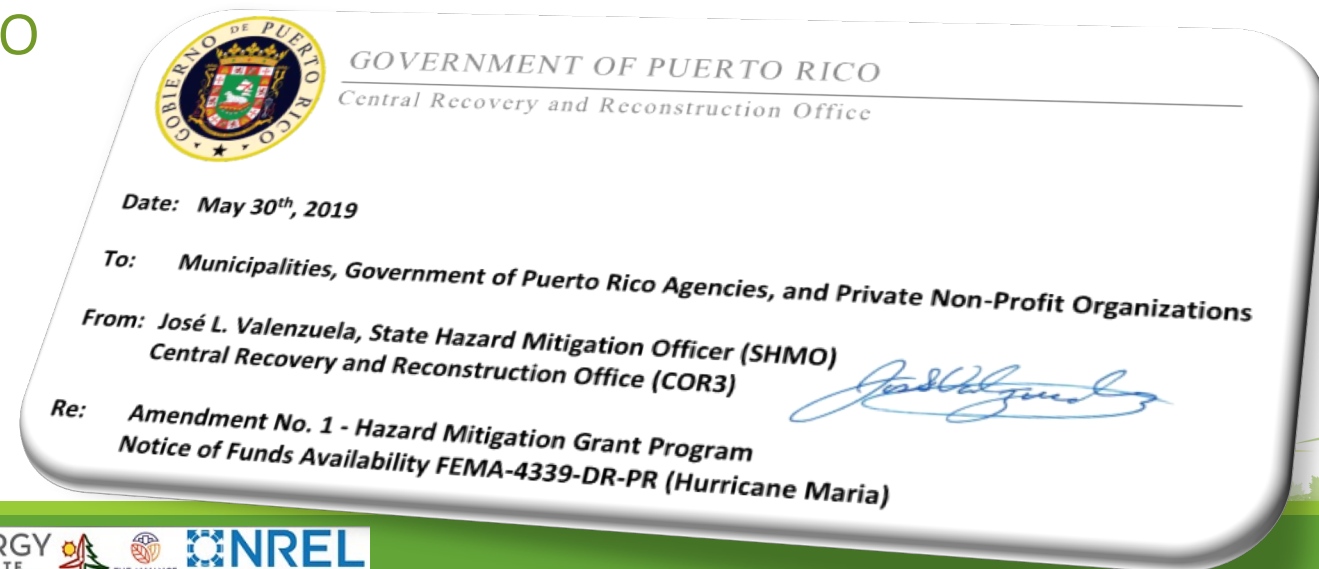 O
GOBIERNO DE PUERTO RICO
GOVERNMENT OF PUERTO RICO
Central Recovery and Reconstruction Office
Date: May 30th, 2019
To: Municipalities, Government of Puerto Rico Agencies, and Private Non-Profit Organizations
From: José L. Valenzuela, State Hazard Mitigation Officer (SHMO)
Central Recovery and Reconstruction Office (COR3)
Re: Amendment No. 1 - Hazard Mitigation Grant Program
Notice of Funds Availability FEMA-4339-DR-PR (Hurricane Maria)
RGY
NREL